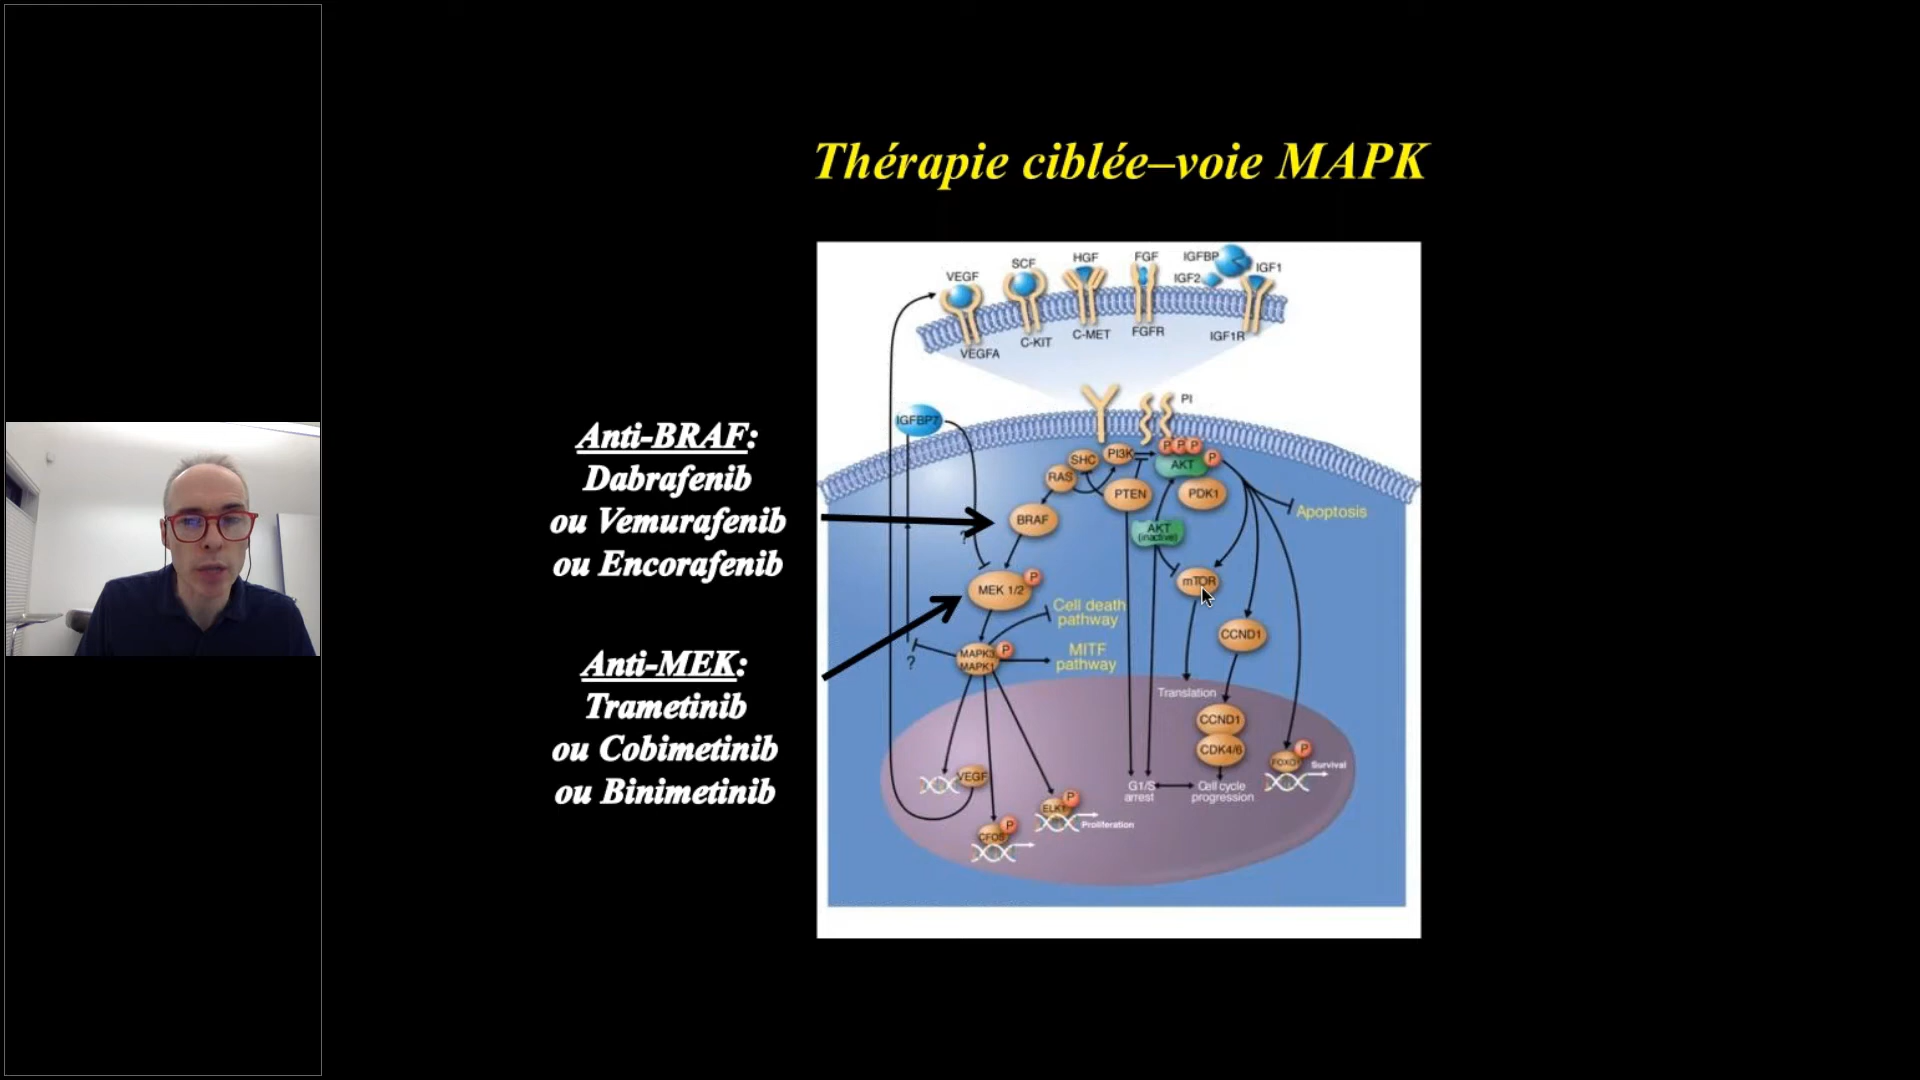 Thérapie ciblée–voie MAPK
Anti-BRAF:
Dabrafenib
ou Vemurafenib
ou Encorafenib
Anti-MEK:
Trametinib
ou Cobimetinib
ou Binimetinib
VEGF
SCF
HGF
FGF
IGFBP
IGF2
IGF1
VEGFA
C-KIT
C-MET
FGFR
IGF1R
PI
IGFBP7
SHC
PI3K
P P P
P
AKT
RAS
PTEN
PDK1
BRAF
AKT
(inactive)
Apoptosis
?
MEK 1/2
P
mTOR
Cell death
pathway
CCND1
MAPK3
MAPK1
P
MITF
pathway
?
Translation
CCND1
CDK4/6
FOXO
P
Survival
VEGF
G1/S
arrest
Cell cycle
progression
ELK1
P
Proliferation
CFOS
P